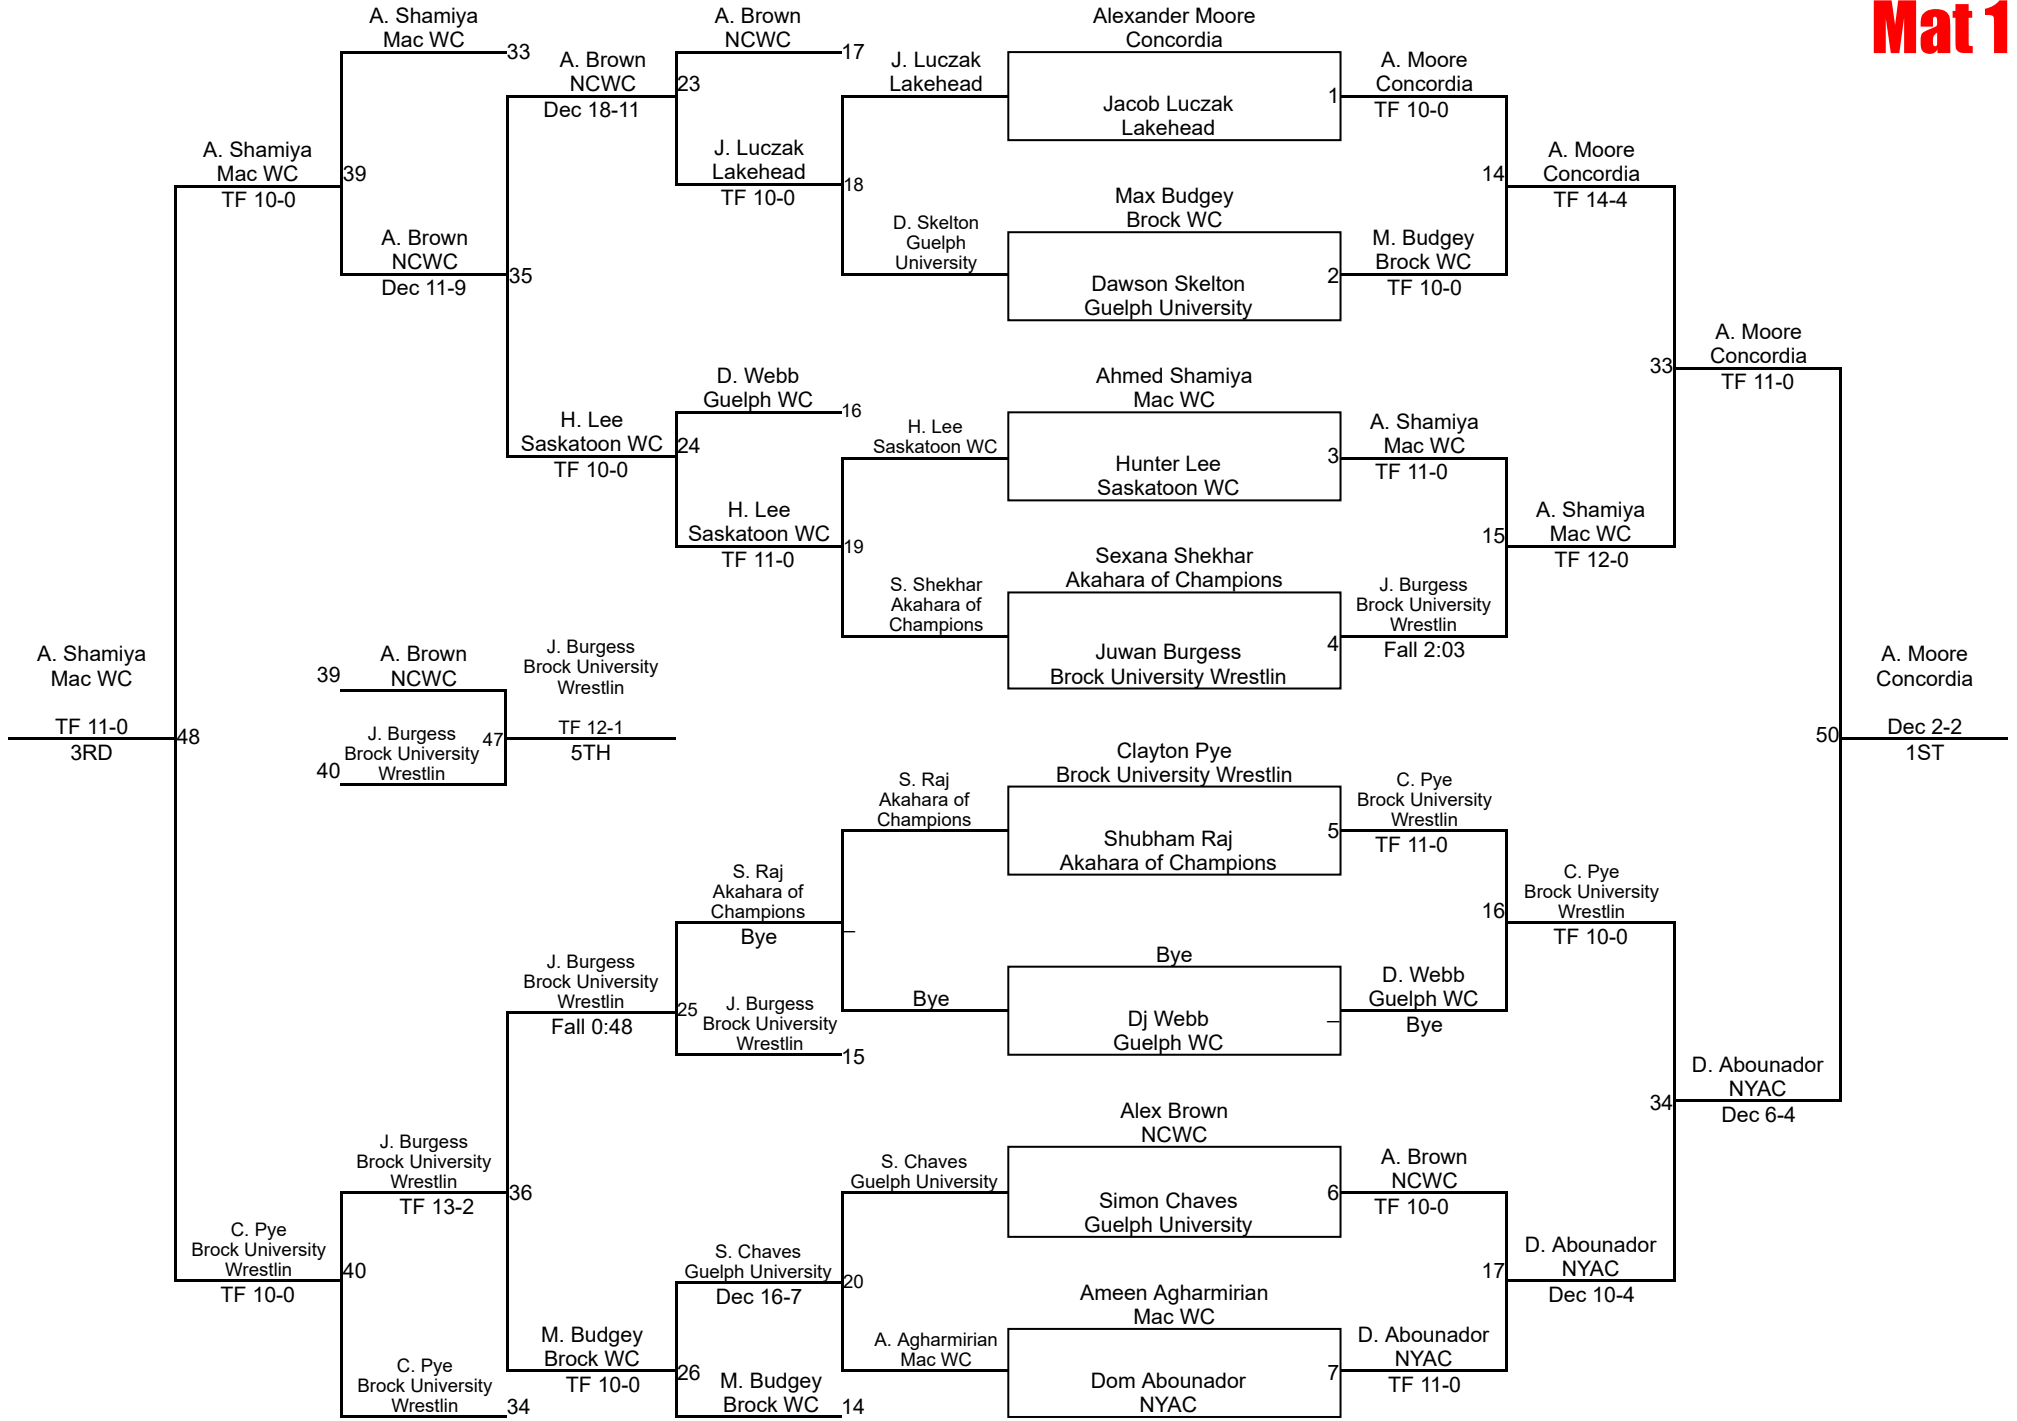 Mat 1
A. Shamiya
Mac WC
33
A. Shamiya
Mac WC
39
TF 10-0
A. Brown
NCWC
35
Dec 11-9
A. Brown
NCWC
23
Dec 18-11
A. Brown
NCWC
17
J. Luczak
Lakehead
18
TF 10-0
J. Luczak
Lakehead
D. Skelton
Guelph
University
H. Lee
Saskatoon WC
24
TF 10-0
D. Webb
Guelph WC
16
H. Lee
Saskatoon WC
19
TF 11-0
H. Lee
Saskatoon WC
S. Shekhar
Akahara of
Champions
Alexander Moore
Concordia
Jacob Luczak
Lakehead
1
A. Moore
Concordia
TF 10-0
Max Budgey
Brock WC
Dawson Skelton
Guelph University
2
M. Budgey
Brock WC
TF 10-0
14
A. Moore
Concordia
TF 14-4
Ahmed Shamiya
Mac WC
Hunter Lee
Saskatoon WC
3
A. Shamiya
Mac WC
TF 11-0
Sexana Shekhar
Akahara of Champions
Juwan Burgess
Brock University Wrestlin
4
J. Burgess
Brock University
Wrestlin
Fall 2:03
15
A. Shamiya
Mac WC
TF 12-0
33
A. Moore
Concordia
TF 11-0
A. Shamiya
Mac WC
TF 11-0
3RD
48
39
A. Brown
NCWC
40
J. Burgess
Brock University
Wrestlin
47
J. Burgess
Brock University
Wrestlin
TF 12-1
5TH
50
A. Moore
Concordia
Dec 2-2
1ST
Clayton Pye
Brock University Wrestlin
Shubham Raj
Akahara of Champions
5
C. Pye
Brock University
Wrestlin
TF 11-0
Bye
Dj Webb
Guelph WC
_
D. Webb
Guelph WC
Bye
16
C. Pye
Brock University
Wrestlin
TF 10-0
S. Raj
Akahara of
Champions
Bye
S. Raj
Akahara of
Champions
Bye
_
J. Burgess
Brock University
Wrestlin
15
J. Burgess
Brock University
Wrestlin
Fall 0:48
25
J. Burgess
Brock University
Wrestlin
TF 13-2
36
C. Pye
Brock University
Wrestlin
TF 10-0
40
C. Pye
Brock University
Wrestlin
34
M. Budgey
Brock WC
TF 10-0
26
S. Chaves
Guelph University
Dec 16-7
20
M. Budgey
Brock WC
14
S. Chaves
Guelph University
A. Agharmirian
Mac WC
Alex Brown
NCWC
Simon Chaves
Guelph University
6
A. Brown
NCWC
TF 10-0
Ameen Agharmirian
Mac WC
Dom Abounador
NYAC
7
D. Abounador
NYAC
TF 11-0
17
D. Abounador
NYAC
Dec 10-4
34
D. Abounador
NYAC
Dec 6-4